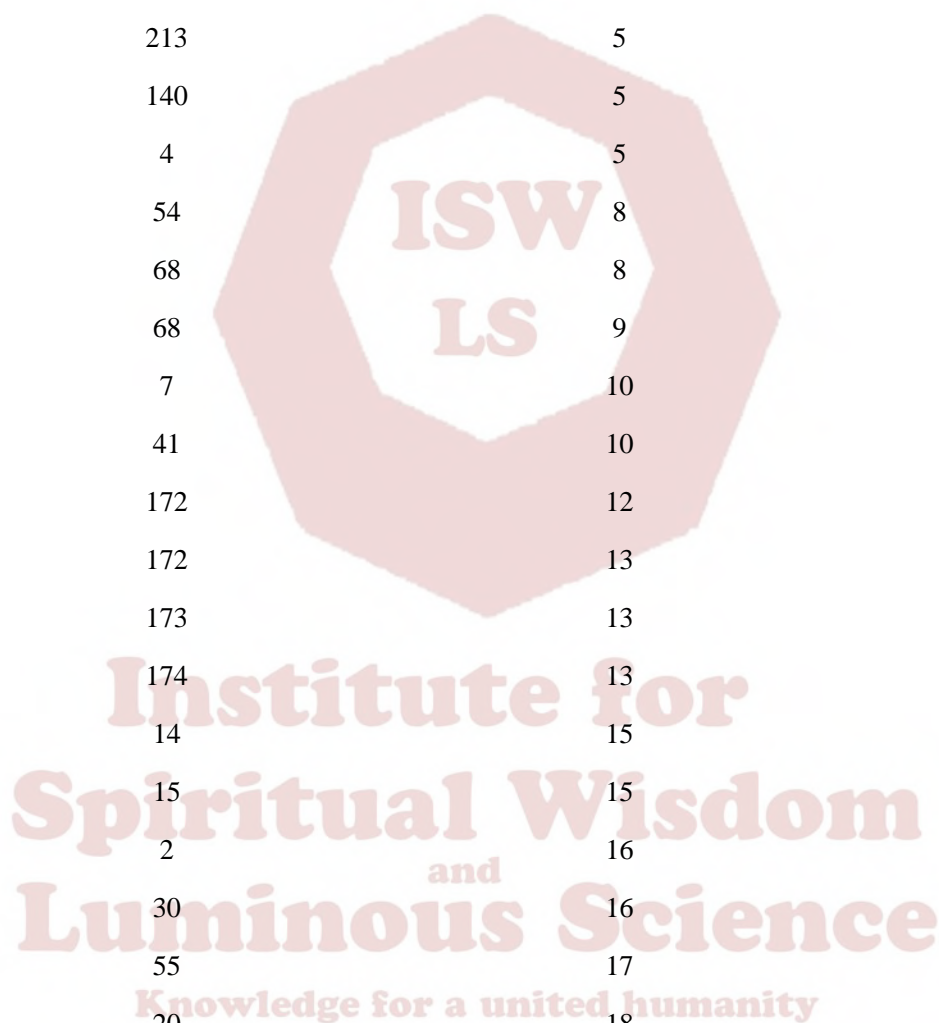 213 5
140 5
4 5
54 8
ISW
68 8
68 9
LS
7 10
41 10
172 12
172 13
173 13
174 13
Institute for
14 15
15 15
Spiritual Wisdom
2 16
and
30 16
Luminous Science
55 17
Knowledge for a united humanity
20 18